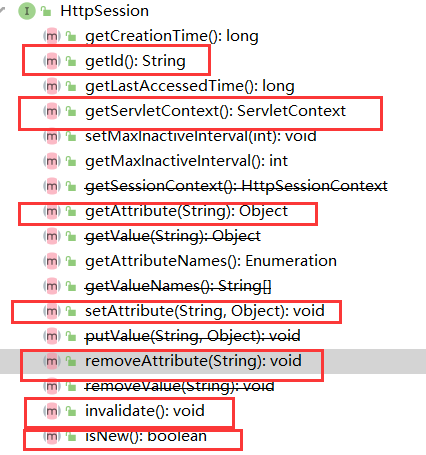 I HttpSession
m getCreationTime(): long
m getId(): String
m getLastAccessedTime(): long
m getServletContext(): ServletContext
m setMaxInactiveInterval(int): void
m getMaxInactiveInterval(): int
m getSessionContext(): HttpSessionContext
m getAttribute(String): Object
m getValue(String): Object
m getAttributeNames(): Enumeration
m getValueNames(): String[]
m setAttribute(String, Object): void
m putValue(String, Object): void
m removeAttribute(String): void
m removeValue(String): void
m invalidate(): void
m isNew(): boolean